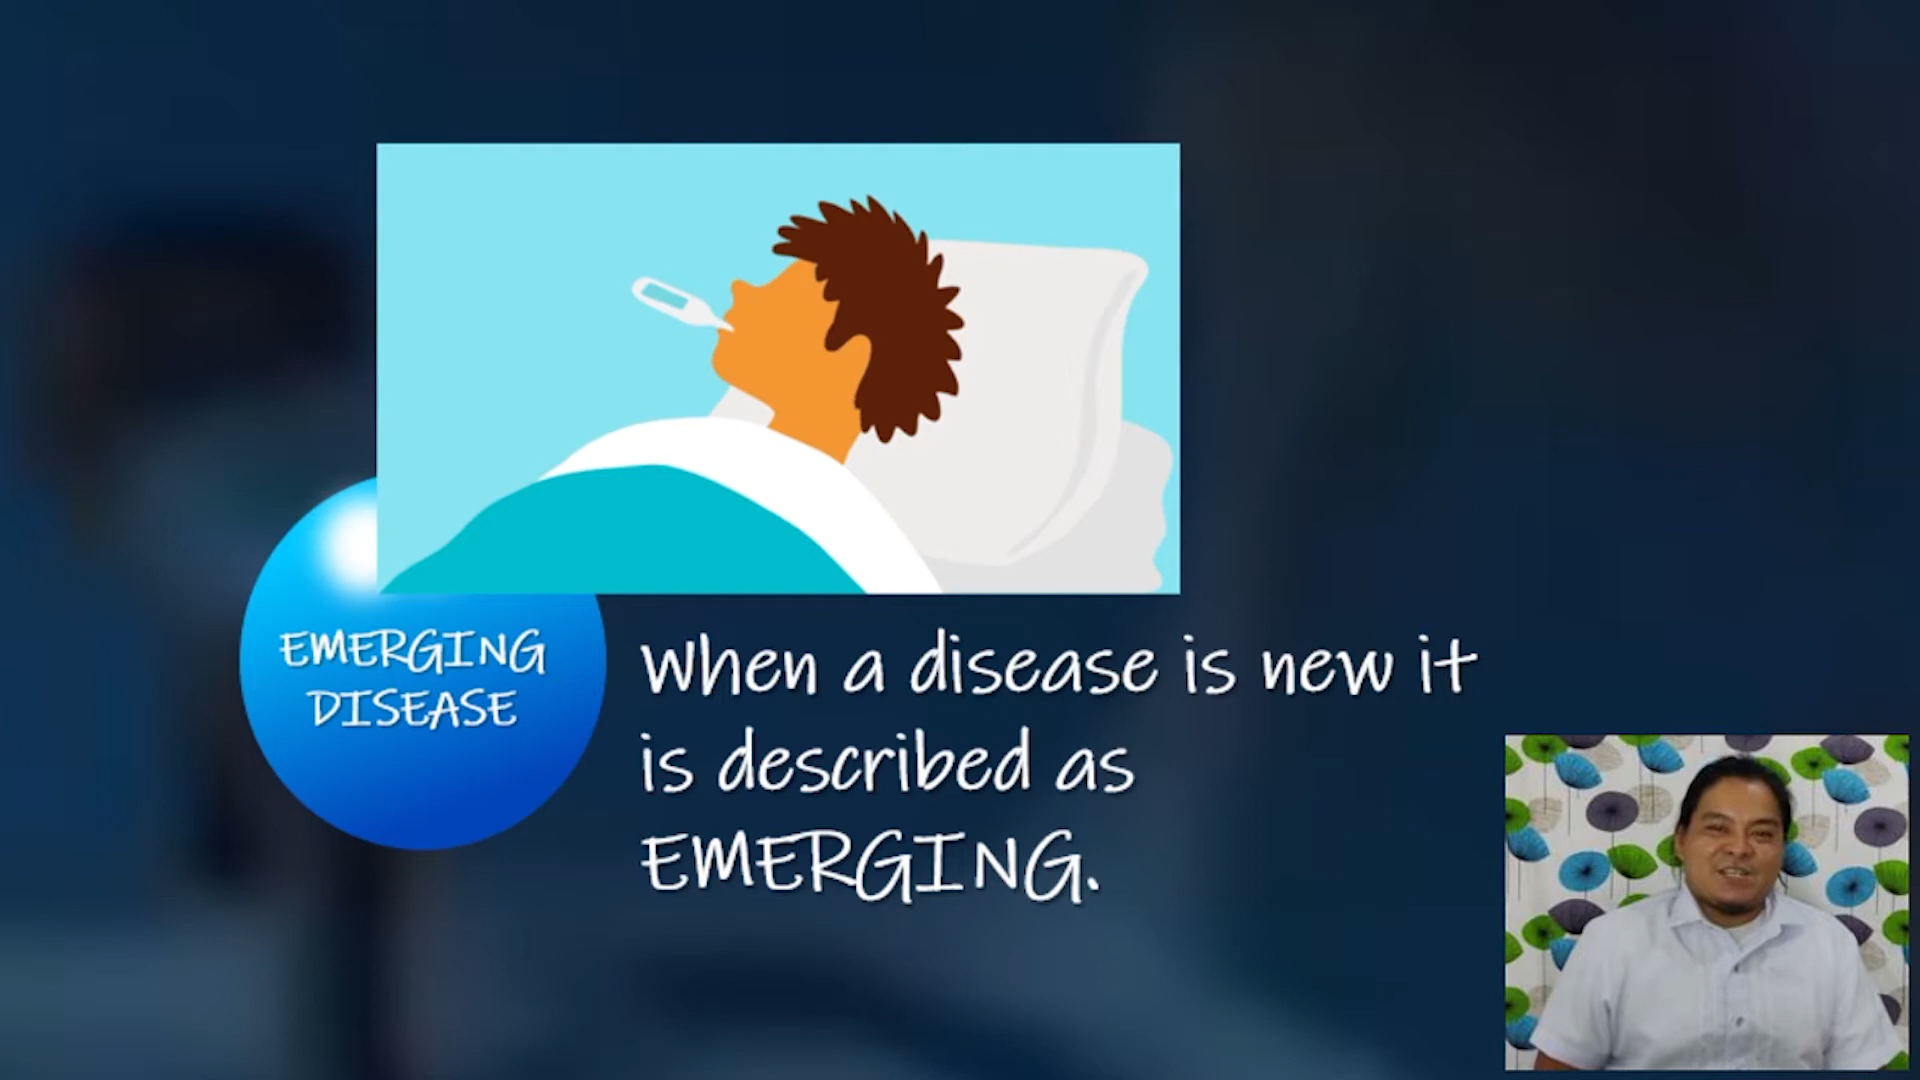 EMERGING
DISEASE
When a disease is new it
is described as
EMERGING.